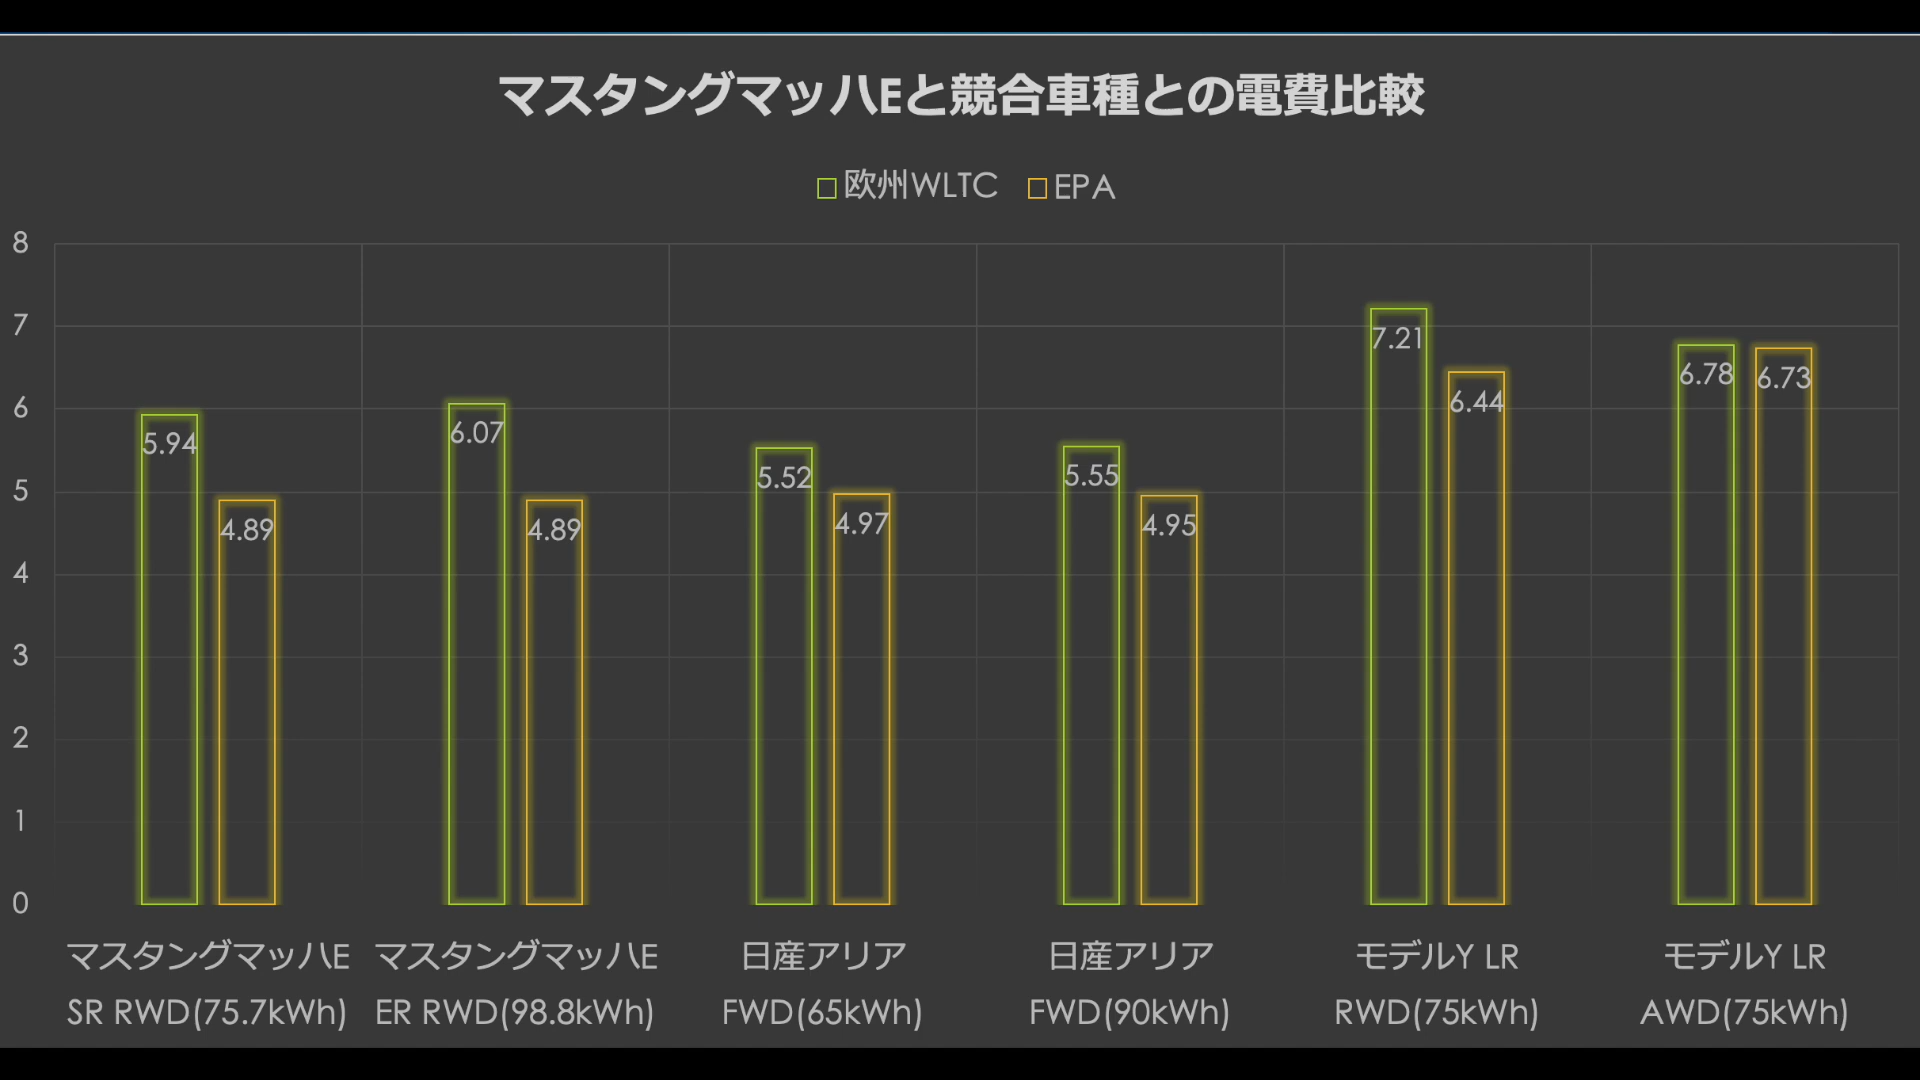 マスタングマッハEと競合車種との電費比較
欧州WLTC EPA
8
7
6
5
4
3
2
1
0
5.94 4.89 6.07 4.89 5.52 4.97 5.55 4.95 7.21 6.44 6.78 6.73
マスタングマッハE マスタングマッハE 日産アリア 日産アリア モデルY LR モデルY LR
SR RWD(75.7kWh) ER RWD(98.8kWh) FWD(65kWh) FWD(90kWh) RWD(75kWh) AWD(75kWh)